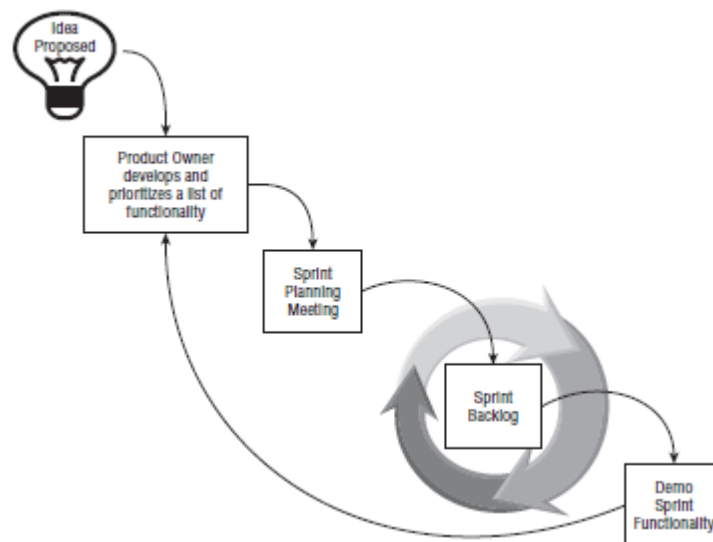 Idea
Proposed
Product Owner
develops and
prioritizes a list of
functionality
Sprint
Planning
Meeting
Sprint
Backlog
Demo
Sprint
Functionality